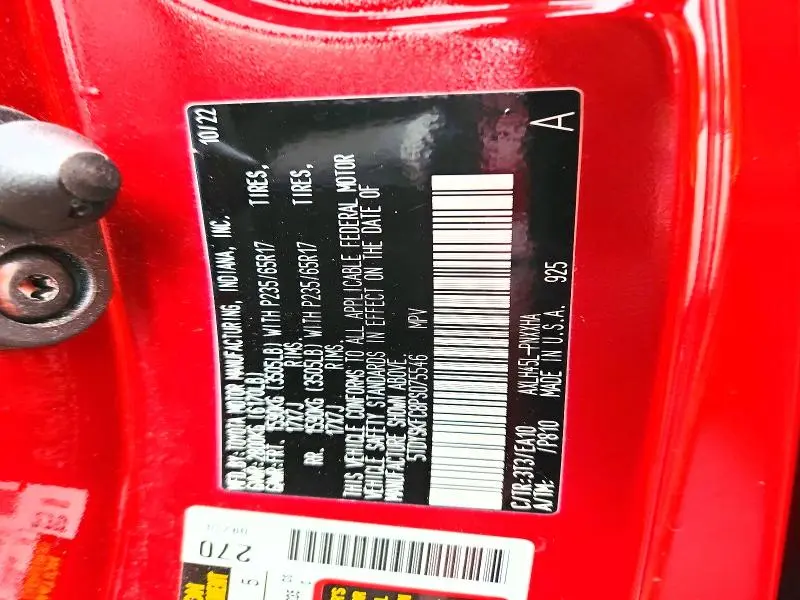 MFD.BY: TOYOTA MOTOR MANUFACTURING, INDIANA, INC. 10/22
GVWR: 2800KG (6170LB)
GAWR: FRT. 1590KG (3505LB) WITH P235/65R17 TIRES,
17X7J RIMS,
RR. 1590KG (3505LB) WITH P235/65R17 TIRES,
17X7J RIMS,
THIS VEHICLE CONFORMS TO ALL APPLICABLE FEDERAL MOTOR
VEHICLE SAFETY STANDARDS IN EFFECT ON THE DATE OF
MANUFACTURE SHOWN ABOVE.
5TDYSKFC8PS075546 MPV
C/TR: 3T3/EA10 AXLH45L-PNXXHA
A/TM: /P810 MADE IN U.S.A. 925 A
270
5